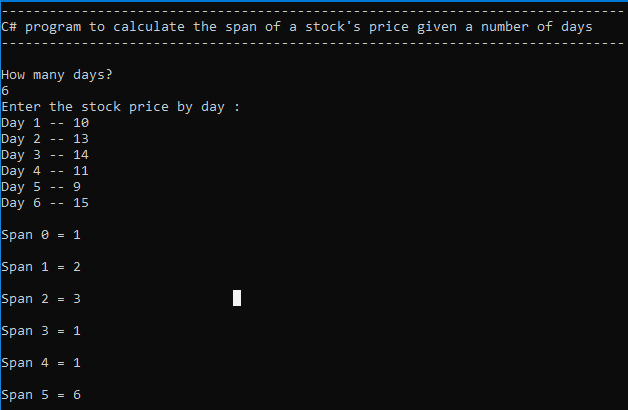 ------------------------------------------------------------------------------
C# program to calculate the span of a stock's price given a number of days
------------------------------------------------------------------------------
How many days?
6
Enter the stock price by day :
Day 1 -- 10
Day 2 -- 13
Day 3 -- 14
Day 4 -- 11
Day 5 -- 9
Day 6 -- 15
Span 0 = 1
Span 1 = 2
Span 2 = 3
Span 3 = 1
Span 4 = 1
Span 5 = 6